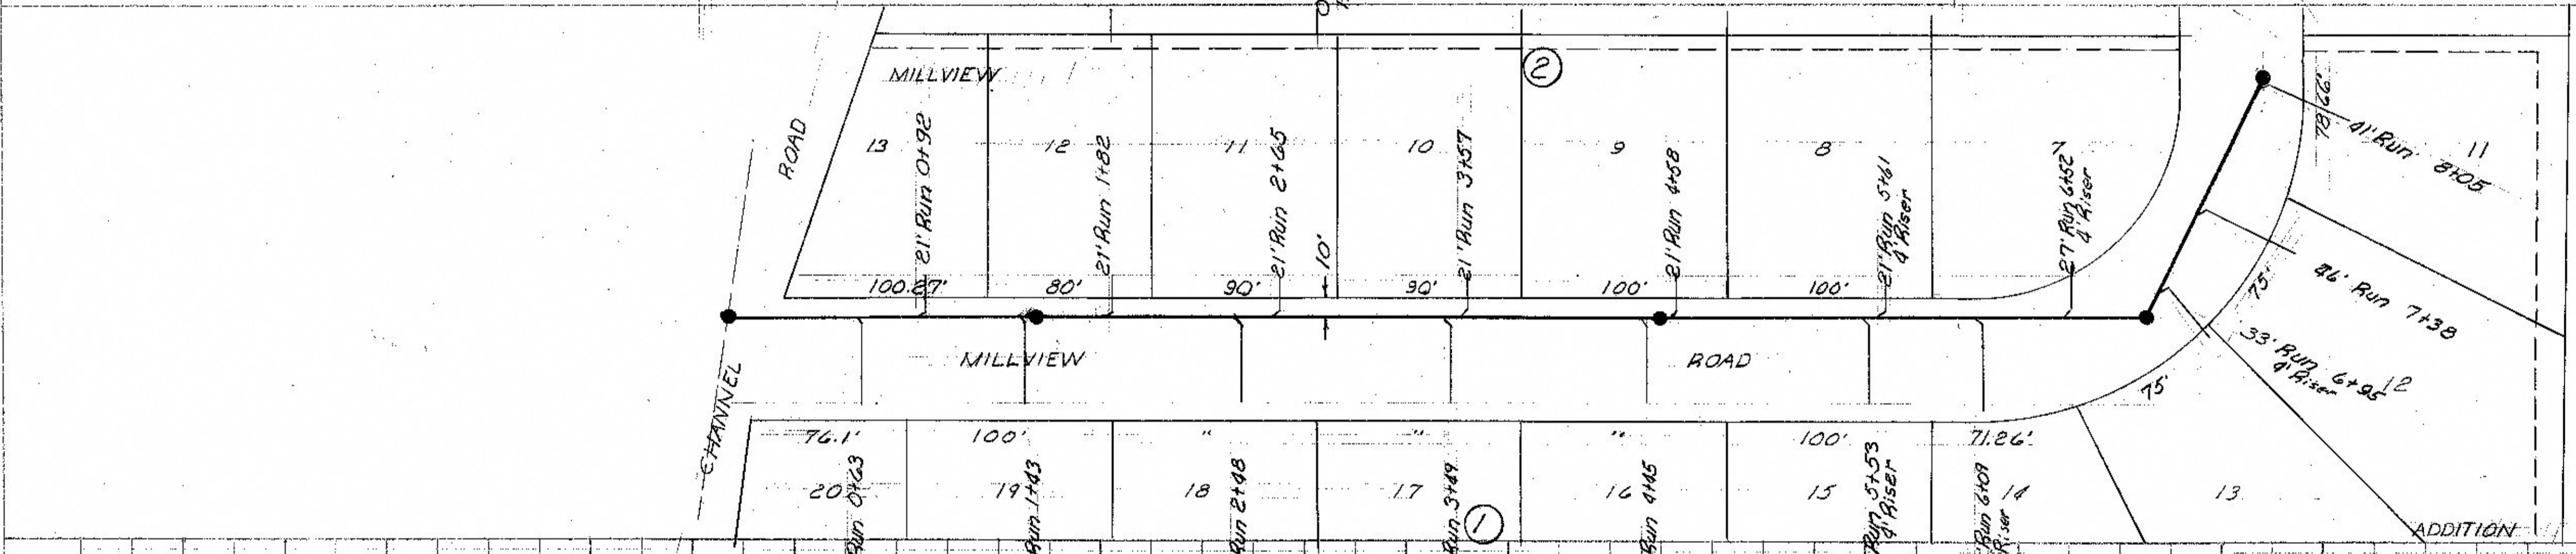 MILLVIEW
2
ROAD
13
12
11
10
9
8
7
11
21' Run 0+92
21' Run 1+82
21' Run 2+65
21' Run 3+57
21' Run 4+58
21' Run 5+61
4' Riser
27' Run 6+52
4' Riser
78.66'
41' Run 8+05
10'
100.27'
80'
90'
90'
100'
100'
75'
46' Run 7+38
33' Run 6+95
4' Riser
12
75'
MILLVIEW
ROAD
CHANNEL
76.1'
100'
"
"
"
100'
71.26'
20
19
18
17
16
15
14
13
Run 0+63
Run 1+43
Run 2+48
Run 3+49
Run 4+45
Run 5+53
4' Riser
Run 6+09
Riser
1
ADDITION